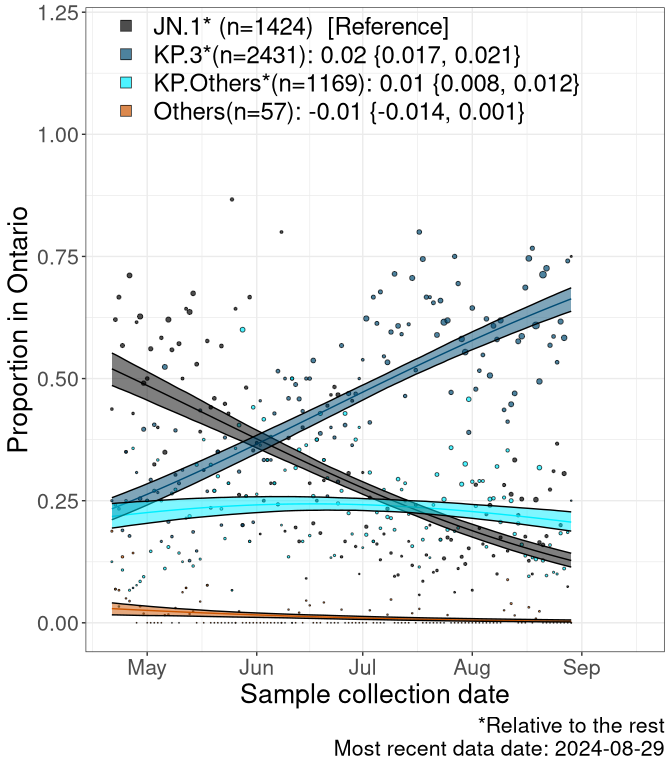 1.25
JN.1* (n=1424)  [Reference]
KP.3*(n=2431): 0.02 {0.017, 0.021}
KP.Others*(n=1169): 0.01 {0.008, 0.012}
Others(n=57): -0.01 {-0.014, 0.001}
1.00
0.75
0.50
0.25
0.00
Proportion in Ontario
May Jun Jul Aug Sep
Sample collection date
*Relative to the rest
Most recent data date: 2024-08-29